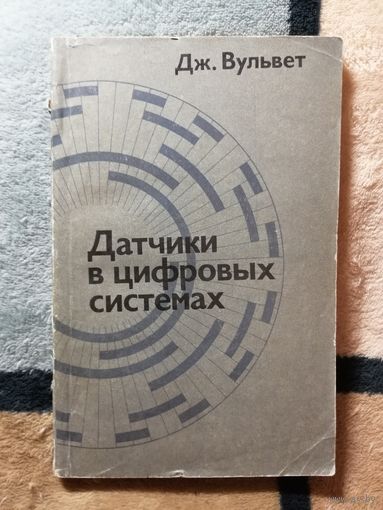 Дж. Вульвет
Датчики
в цифровых
системах